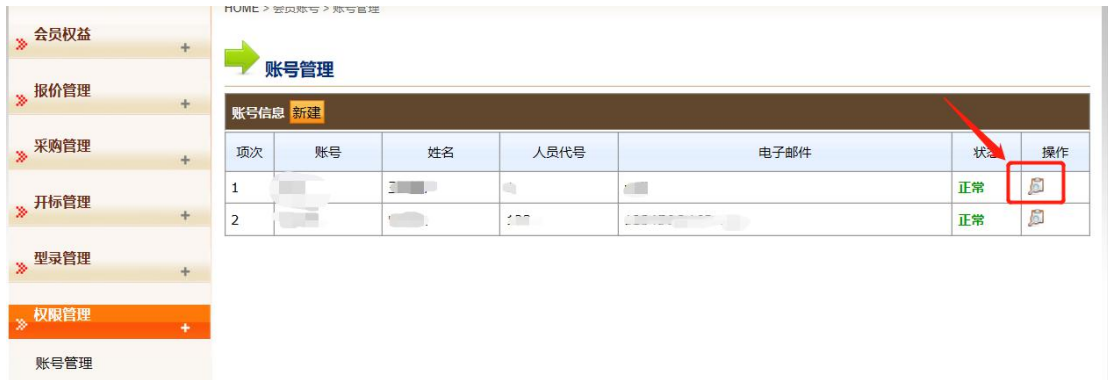 HOME > 会员账号 > 账号管理
会员权益
报价管理
采购管理
开标管理
型录管理
权限管理
账号管理
账号管理
账号信息 新建
项次 账号 姓名 人员代号 电子邮件 状态 操作
1 正常
2 正常